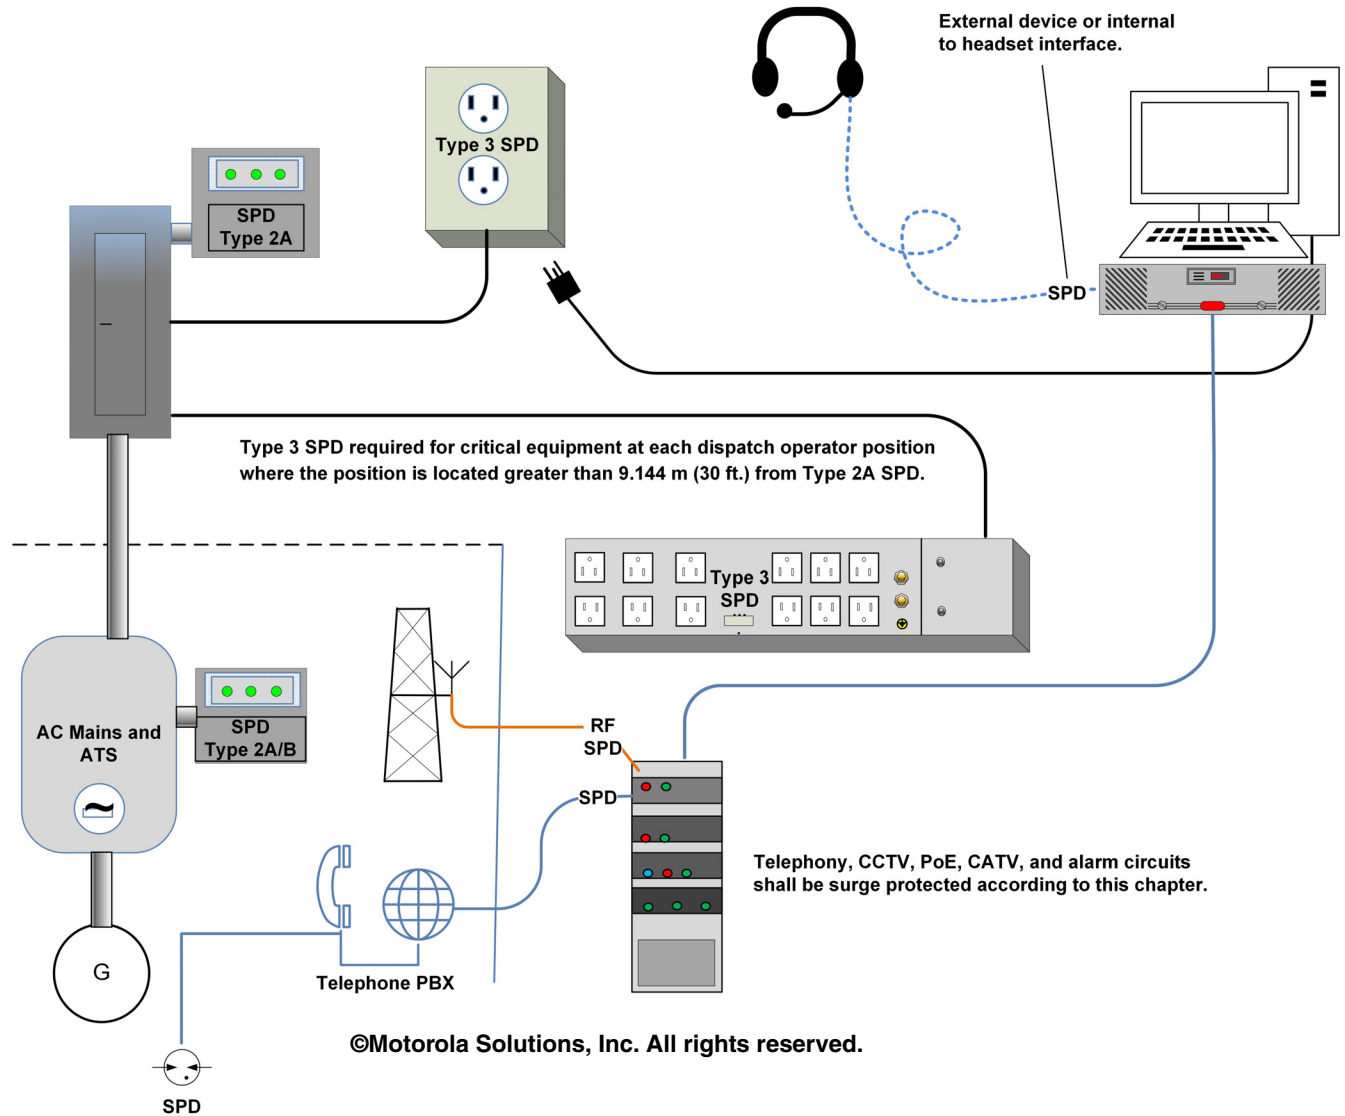 External device or internal
to headset interface.
Type 3 SPD
SPD
Type 2A
SPD
Type 3 SPD required for critical equipment at each dispatch operator position
where the position is located greater than 9.144 m (30 ft.) from Type 2A SPD.
Type 3
SPD
AC Mains and
ATS
SPD
Type 2A/B
RF
SPD
SPD
Telephony, CCTV, PoE, CATV, and alarm circuits
shall be surge protected according to this chapter.
G
Telephone PBX
©Motorola Solutions, Inc. All rights reserved.
SPD